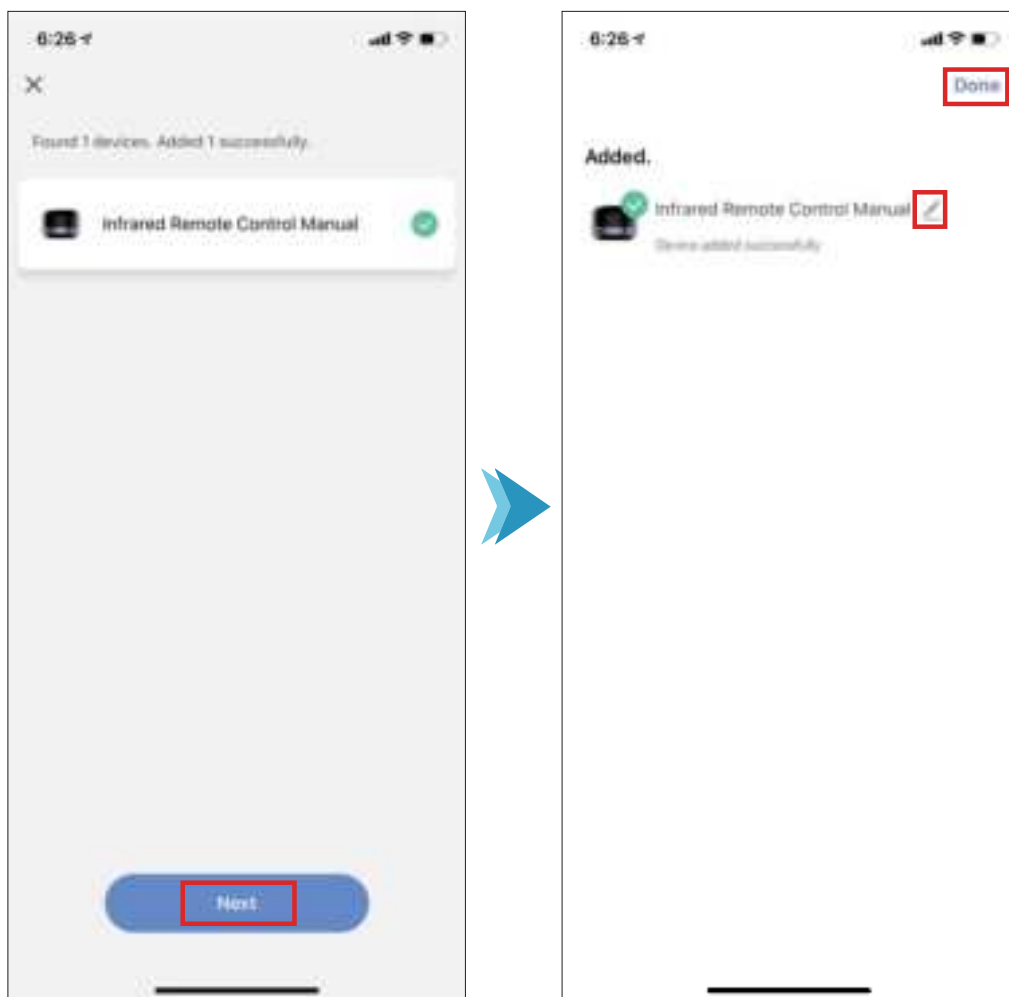 6:26
Found 1 devices. Added 1 successfully.
Infrared Remote Control Manual
Next
6:26
Done
Added.
Infrared Remote Control Manual
Device added successfully